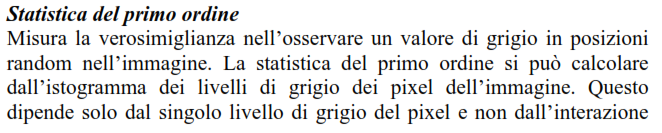 Statistica del primo ordine
Misura la verosimiglianza nell’osservare un valore di grigio in posizioni
random nell’immagine. La statistica del primo ordine si può calcolare
dall’istogramma dei livelli di grigio dei pixel dell’immagine. Questo
dipende solo dal singolo livello di grigio del pixel e non dall’interazione